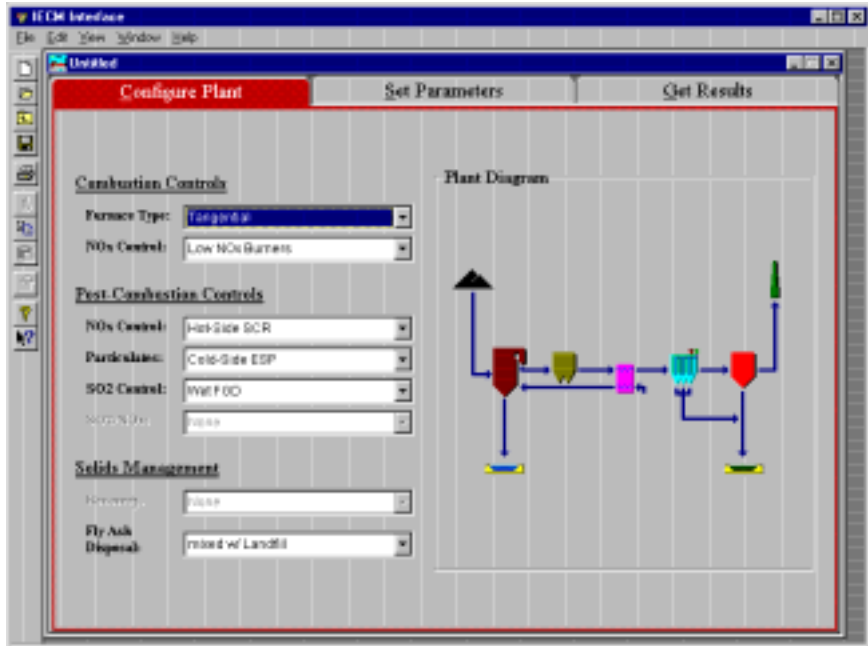 IECM Interface
File Edit View Window Help
Untitled
Configure Plant Set Parameters Get Results
Combustion Controls
Plant Diagram
Furnace Type: Tangential
NOx Control: Low NOx Burners
Post-Combustion Controls
NOx Control: Hot-Side SCR
Particulates: Cold-Side ESP
SO2 Control: Wet FGD
None
Solids Management
None
Fly Ash
Disposal: mixed w/ Landfill